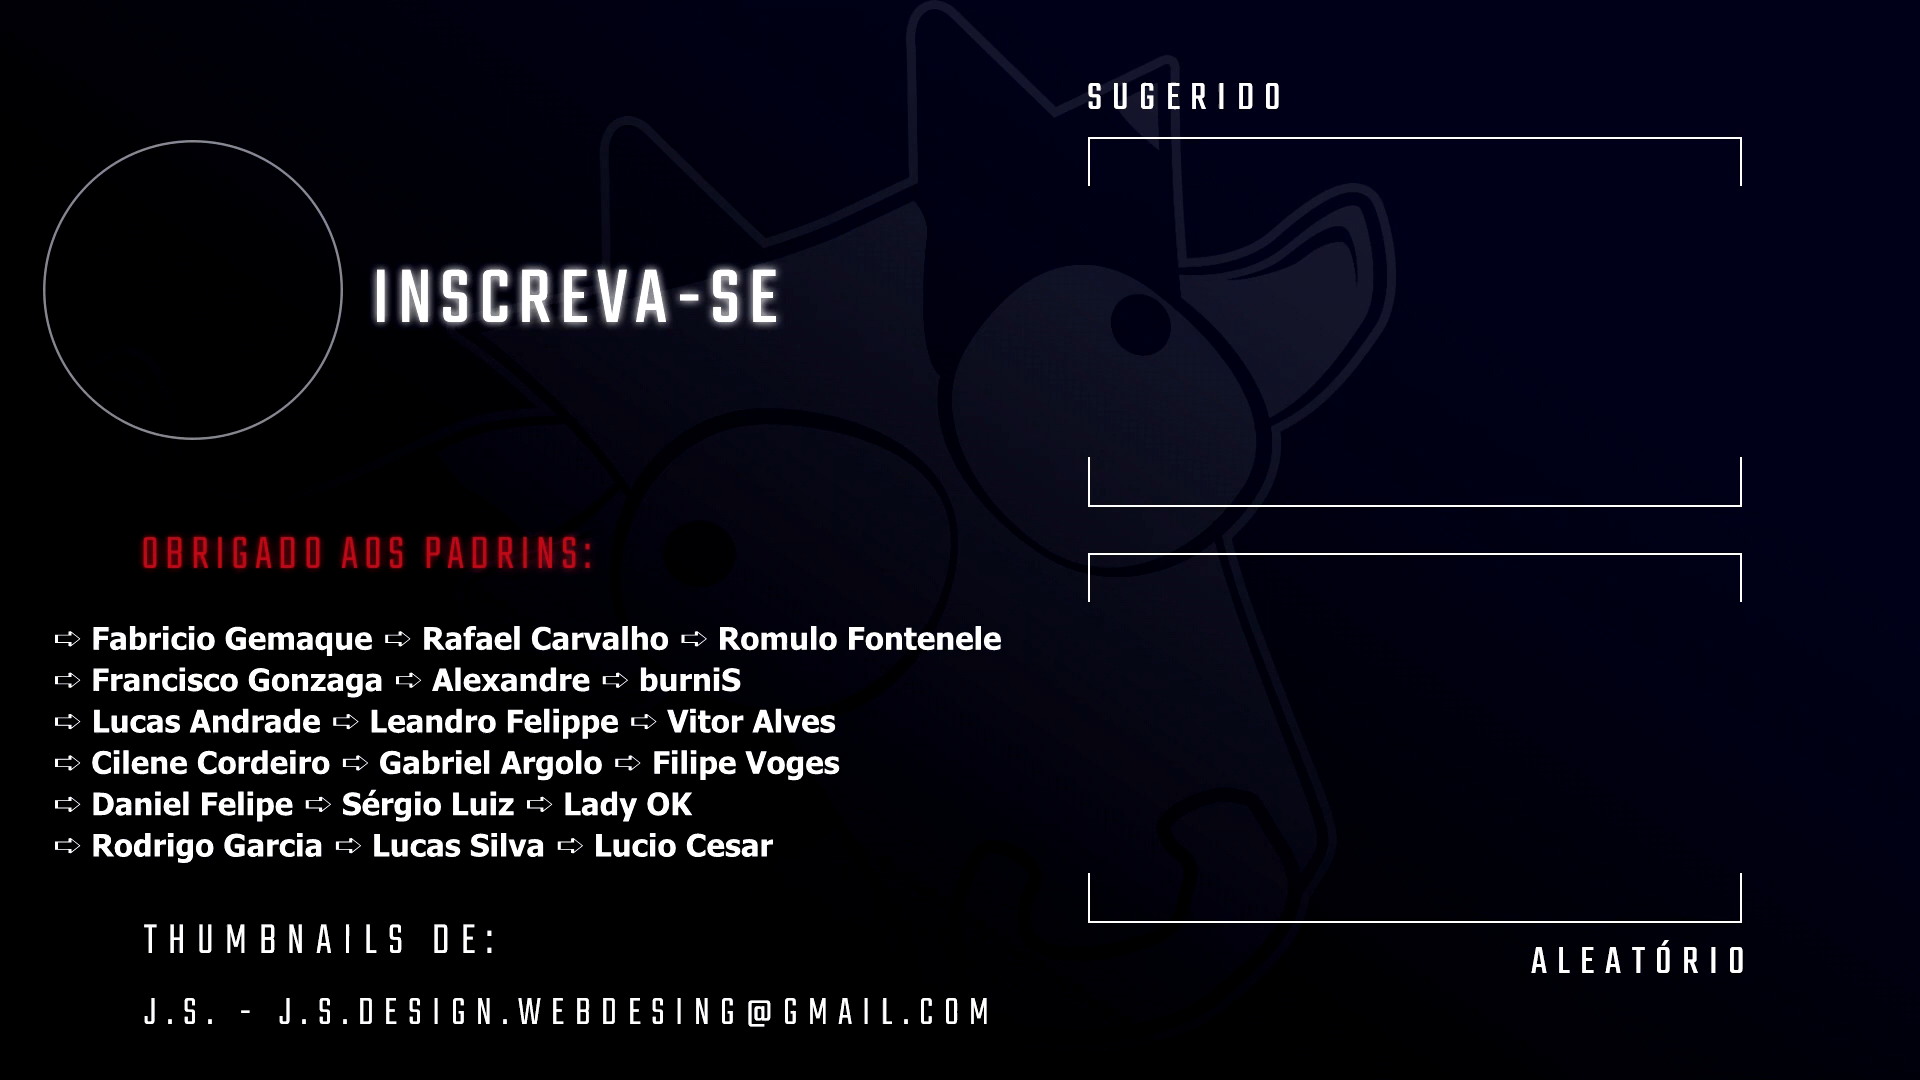 SUGERIDO
INSCREVA-SE
OBRIGADO AOS PADRINS:
➩ Fabricio Gemaque ➩ Rafael Carvalho ➩ Romulo Fontenele
➩ Francisco Gonzaga ➩ Alexandre ➩ burniS
➩ Lucas Andrade ➩ Leandro Felippe ➩ Vitor Alves
➩ Cilene Cordeiro ➩ Gabriel Argolo ➩ Filipe Voges
➩ Daniel Felipe ➩ Sérgio Luiz ➩ Lady OK
➩ Rodrigo Garcia ➩ Lucas Silva ➩ Lucio Cesar
THUMBNAILS DE:
J.S. - J.S.DESIGN.WEBDESING@GMAIL.COM
ALEATÓRIO